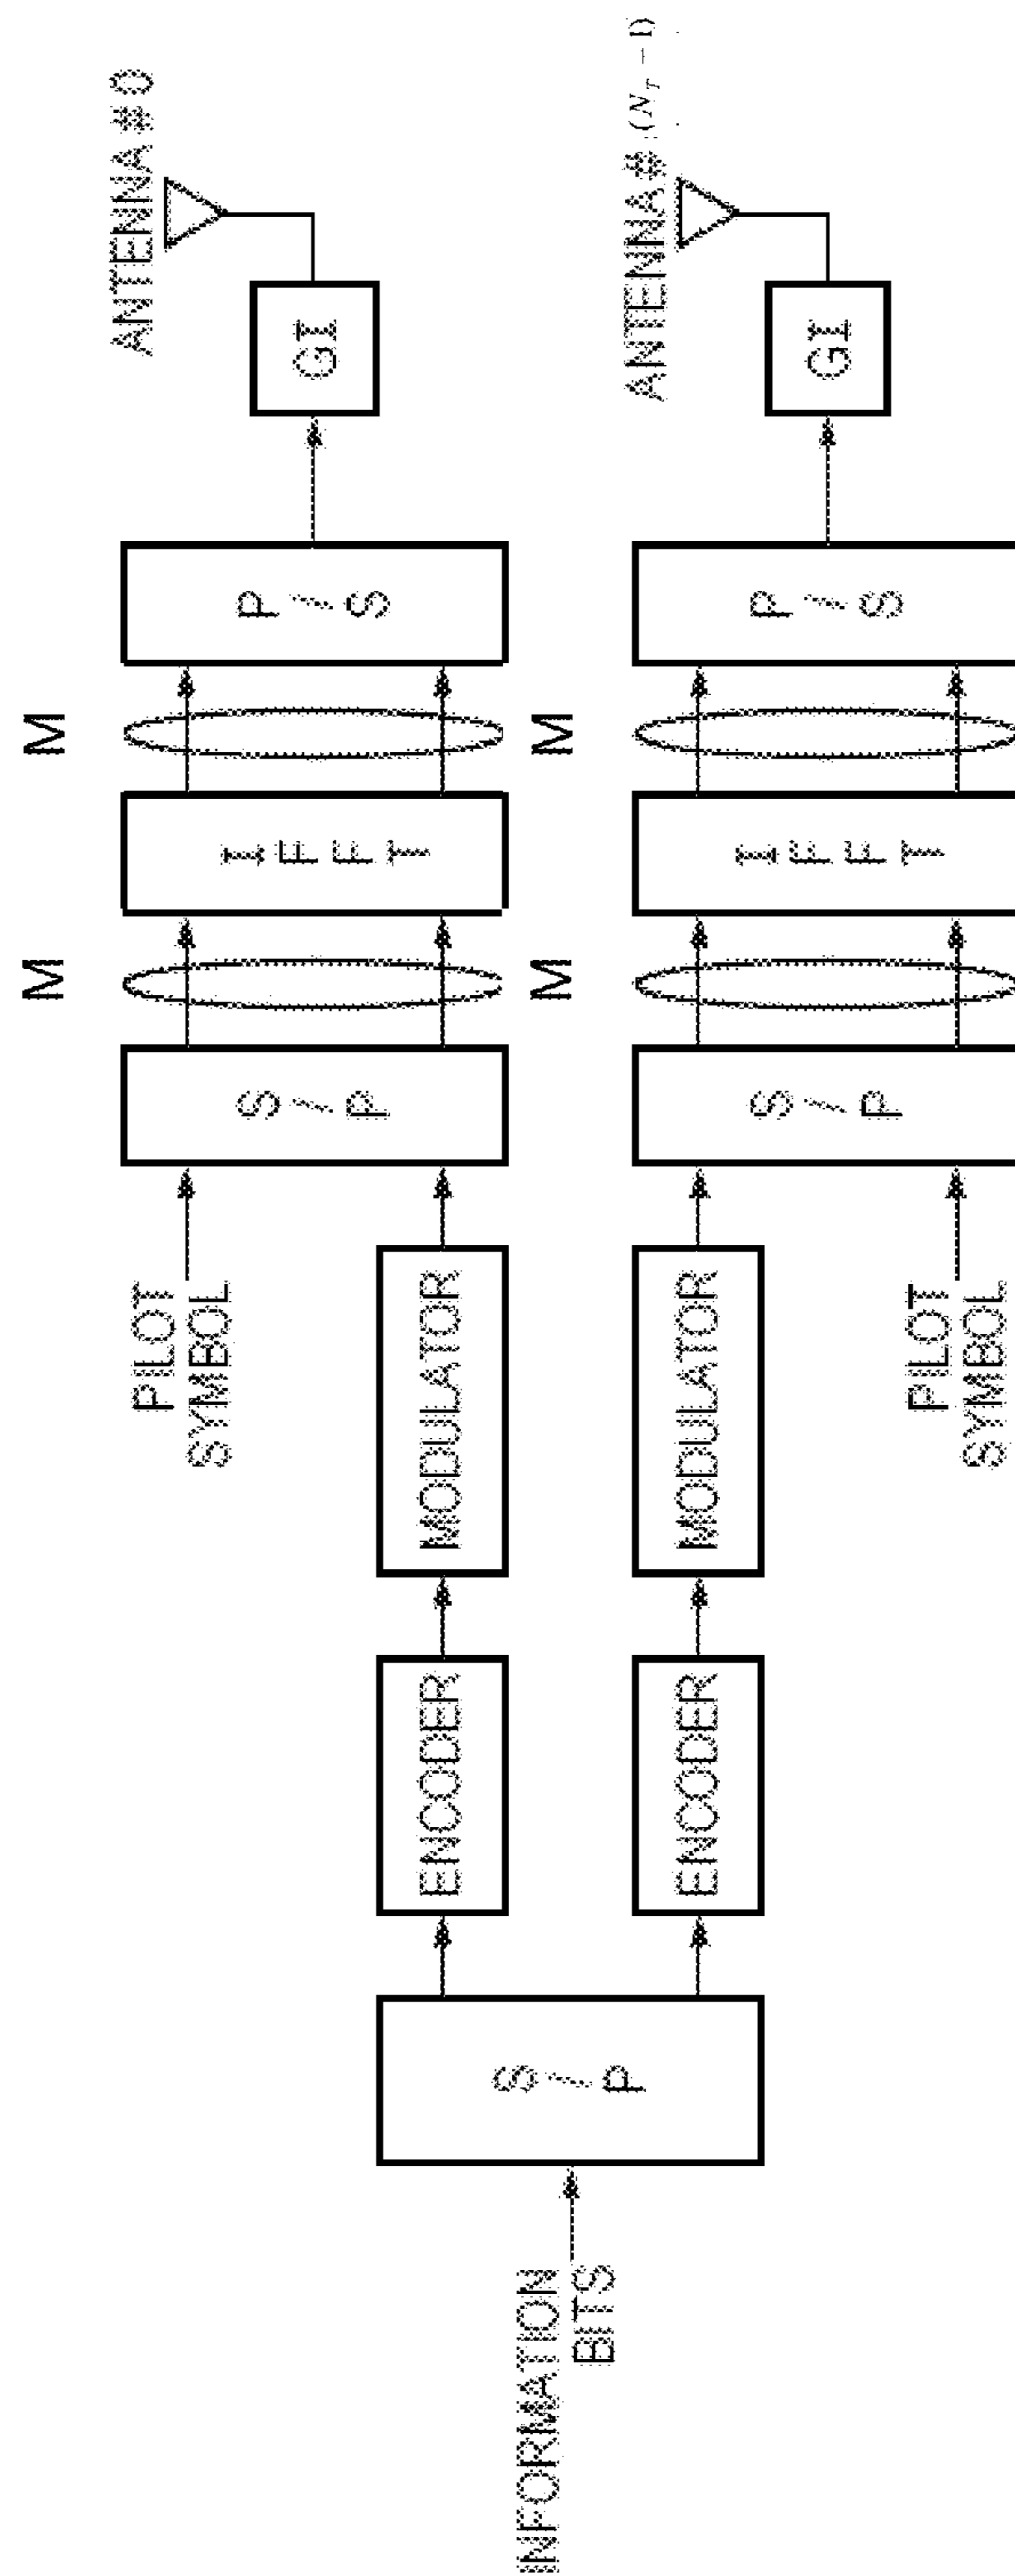 INFORMATION
BITS
S/P
ENCODER
MODULATOR
PILOT
SYMBOL
S/P
M
IFFT
M
P/S
GI
ANTENNA #0
ENCODER
MODULATOR
PILOT
SYMBOL
S/P
M
IFFT
M
P/S
GI
ANTENNA# (N_T - 1)